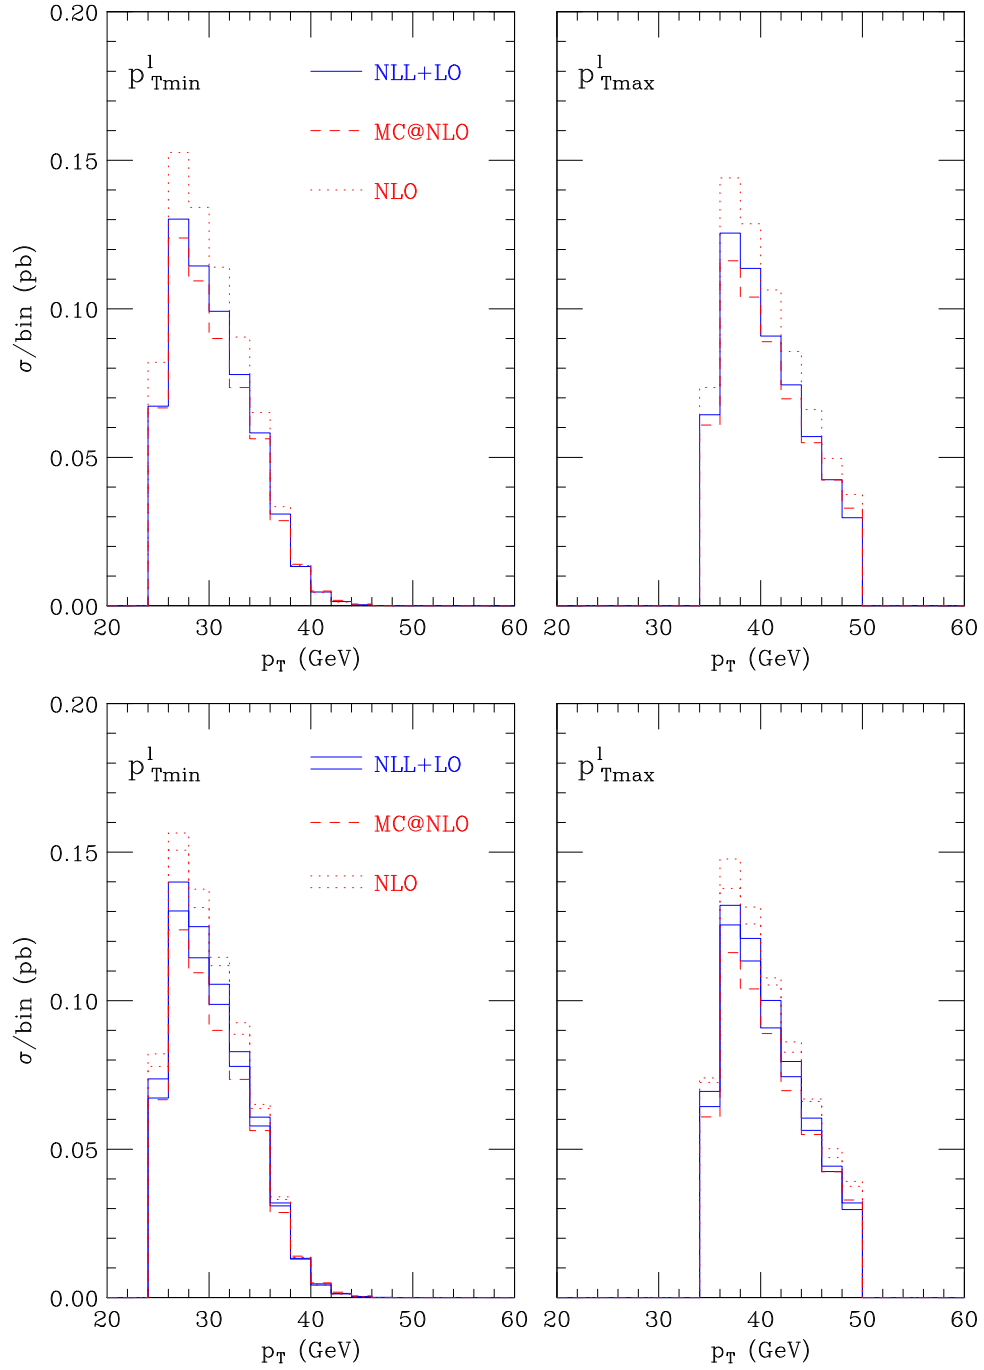 0.20
0.15
0.10
0.05
0.00
σ/bin (pb)
p^l_Tmin
NLL+LO
MC@NLO
NLO
20 30 40 50 60
p_T (GeV)
p^l_Tmax
30 40 50 60
p_T (GeV)
0.20
0.15
0.10
0.05
0.00
σ/bin (pb)
p^l_Tmin
NLL+LO
MC@NLO
NLO
20 30 40 50 60
p_T (GeV)
p^l_Tmax
20 30 40 50 60
p_T (GeV)